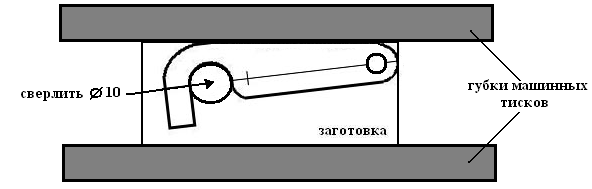 сверлить ⌀10
губки машинных
тисков
заготовка